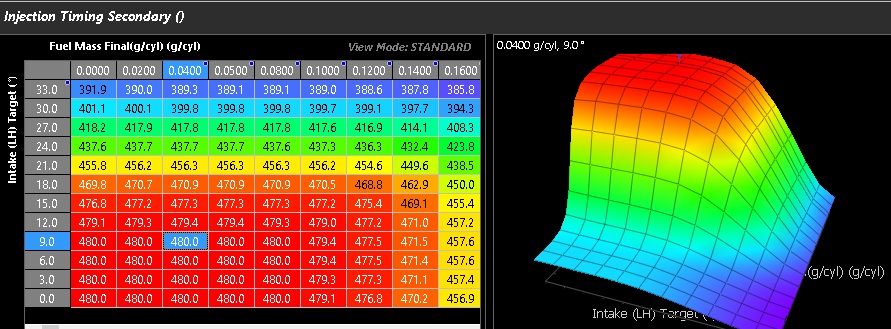 Injection Timing Secondary ()
Fuel Mass Final(g/cyl) (g/cyl) View Mode: STANDARD
Intake (LH) Target (°)
0.0000 0.0200 0.0400 0.0500 0.0800 0.1000 0.1200 0.1400 0.1600
33.0 391.9 390.0 389.3 389.1 389.1 389.0 388.6 387.8 385.8
30.0 401.1 400.1 399.8 399.8 399.8 399.7 399.1 397.7 394.3
27.0 418.2 417.9 417.8 417.8 417.8 417.6 416.9 414.1 408.3
24.0 437.6 437.7 437.7 437.7 437.6 437.3 436.3 432.4 423.8
21.0 455.8 456.2 456.3 456.3 456.3 456.2 454.6 449.6 438.5
18.0 469.8 470.7 470.9 470.9 470.9 470.5 468.8 462.9 450.0
15.0 476.8 477.2 477.3 477.3 477.3 477.2 475.4 469.1 455.4
12.0 479.1 479.3 479.4 479.4 479.3 479.0 477.2 471.0 457.2
9.0 480.0 480.0 480.0 480.0 480.0 479.4 477.5 471.5 457.6
6.0 480.0 480.0 480.0 480.0 480.0 479.4 477.5 471.4 457.6
3.0 480.0 480.0 480.0 480.0 480.0 479.3 477.3 471.1 457.4
0.0 480.0 480.0 480.0 480.0 480.0 479.1 476.8 470.2 456.9
0.0400 g/cyl, 9.0 °
(g/cyl) (g/cyl)
Intake (LH) Target (